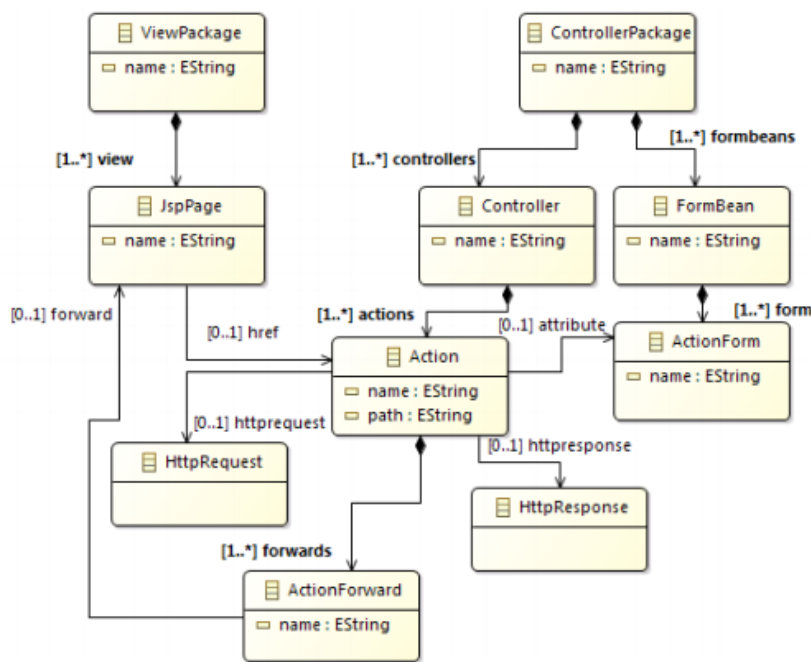 ViewPackage
name : EString
ControllerPackage
name : EString
[1..*] view
[1..*] controllers
[1..*] formbeans
JspPage
name : EString
Controller
name : EString
FormBean
name : EString
[0..1] forward
[0..1] href
[1..*] actions
[0..1] attribute
[1..*] form
Action
name : EString
path : EString
ActionForm
name : EString
[0..1] httprequest
[0..1] httpresponse
HttpRequest
HttpResponse
[1..*] forwards
ActionForward
name : EString